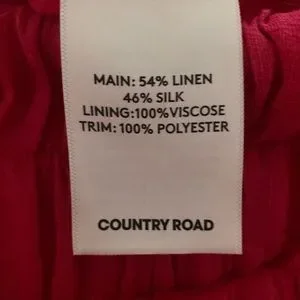 MAIN: 54% LINEN
46% SILK
LINING:100%VISCOSE
TRIM: 100% POLYESTER
COUNTRY ROAD